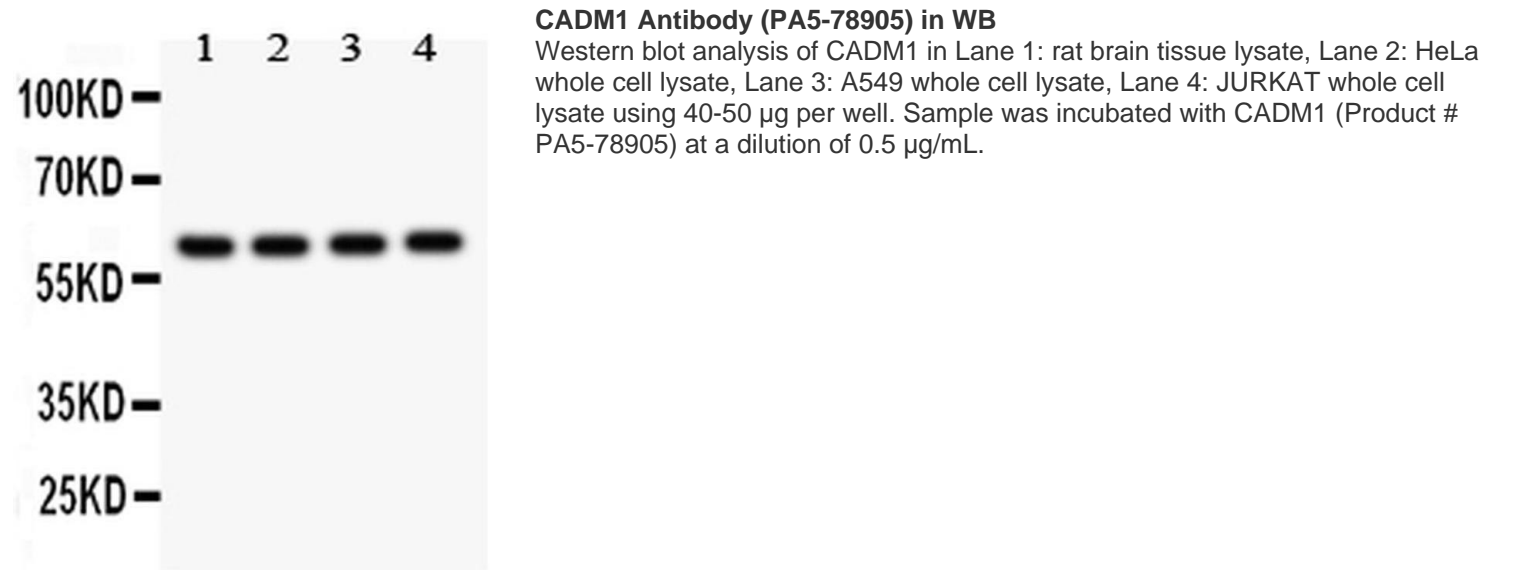 1 2 3 4
100KD
70KD
55KD
35KD
25KD
CADM1 Antibody (PA5-78905) in WB
Western blot analysis of CADM1 in Lane 1: rat brain tissue lysate, Lane 2: HeLa
whole cell lysate, Lane 3: A549 whole cell lysate, Lane 4: JURKAT whole cell
lysate using 40-50 µg per well. Sample was incubated with CADM1 (Product #
PA5-78905) at a dilution of 0.5 µg/mL.